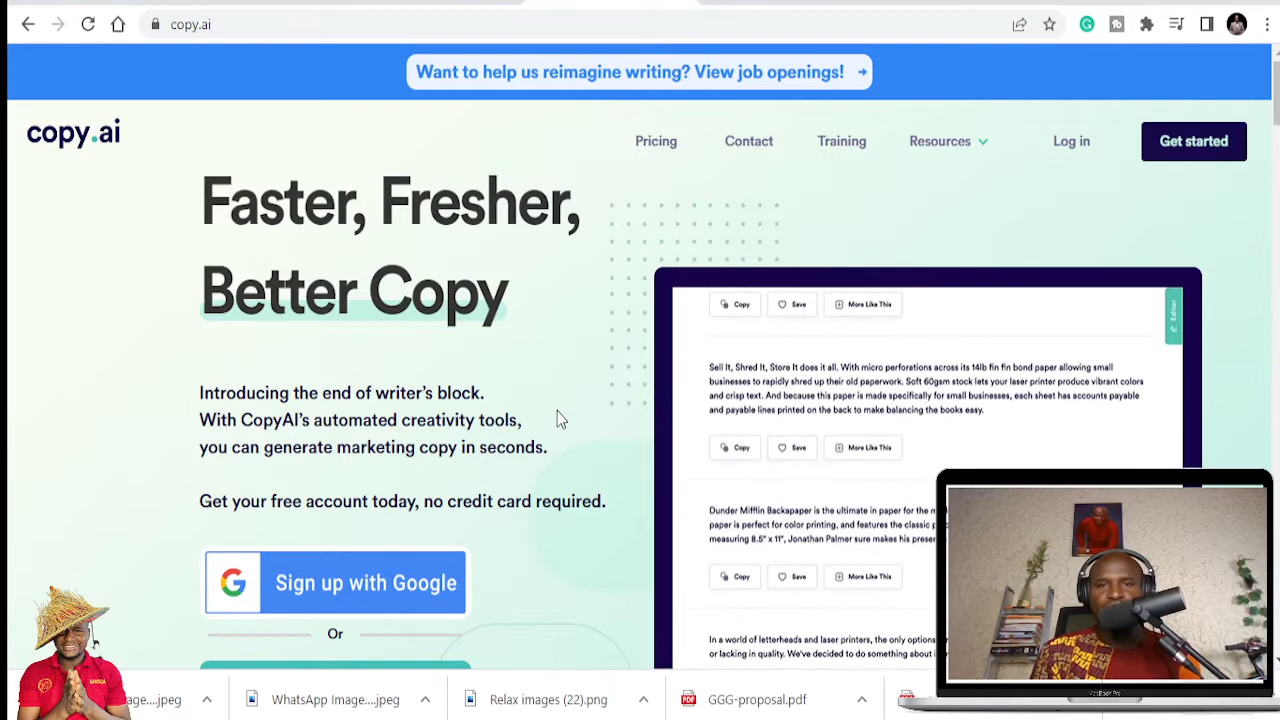 copy.ai
Want to help us reimagine writing? View job openings! →
copy.ai
Pricing
Contact
Training
Resources
Log in
Get started
Faster, Fresher,
Better Copy
Introducing the end of writer's block.
With CopyAI's automated creativity tools,
you can generate marketing copy in seconds.
Get your free account today, no credit card required.
G
Sign up with Google
Or
Copy
Save
More Like This
Editor
Sell It, Shred It, Store It does it all. With micro perforations across its 14lb fin fin bond paper allowing small
businesses to rapidly shred up their old paperwork. Soft 60gsm stock lets your laser printer produce vibrant colors
and crisp text. And because this paper is made specifically for small businesses, each sheet has accounts payable
and payable lines printed on the back to make balancing the books easy.
Copy
Save
More Like This
Dunder Mifflin Backapaper is the ultimate in paper for the
paper is perfect for color printing, and features the classic
measuring 8.5" x 11", Jonathan Palmer sure makes his
Copy
Save
More Like This
In a world of letterheads and laser printers, the only
or lacking in quality. We've decided to do something about
MacBook Pro
age....jpeg
WhatsApp Image....jpeg
Relax images (22).png
PDF
GGG-proposal.pdf
PDF